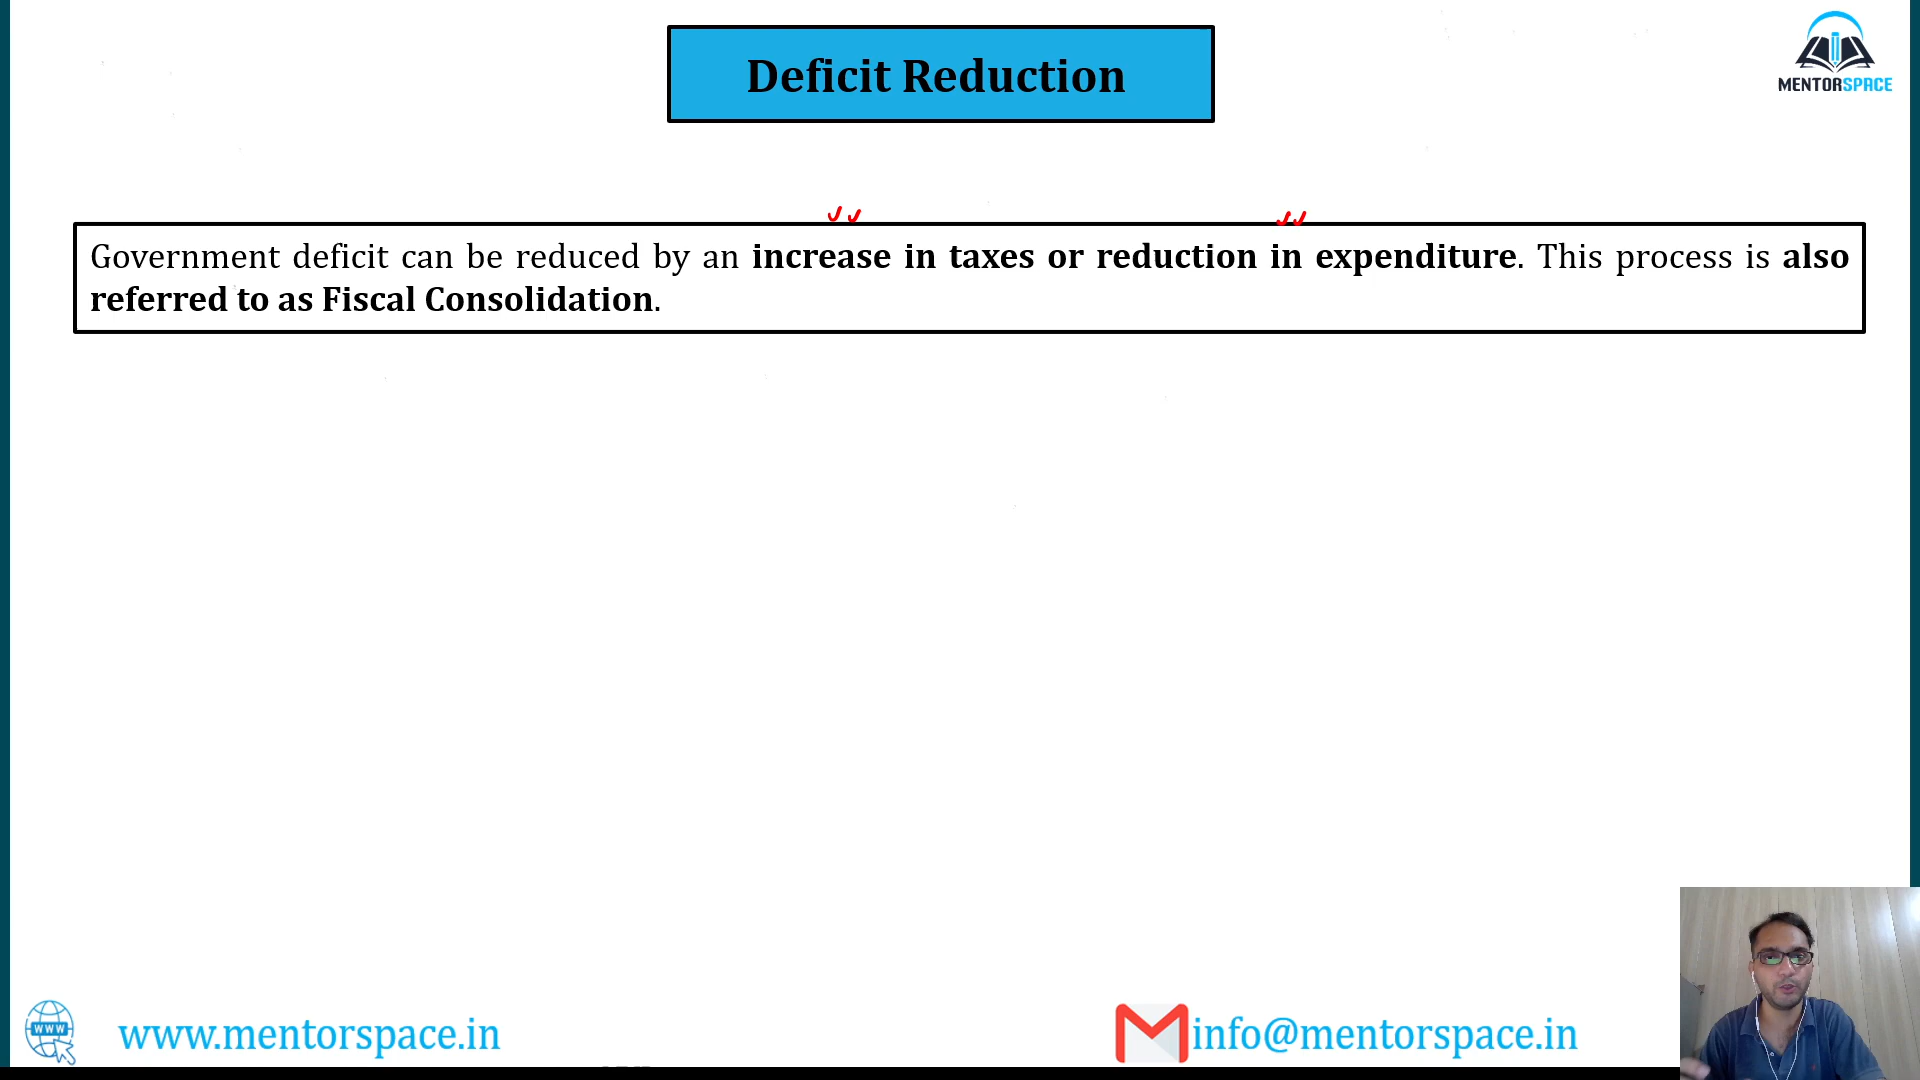 Deficit Reduction
MENTORSPACE
Government deficit can be reduced by an increase in taxes or reduction in expenditure. This process is also
referred to as Fiscal Consolidation.
WWW
www.mentorspace.in
info@mentorspace.in